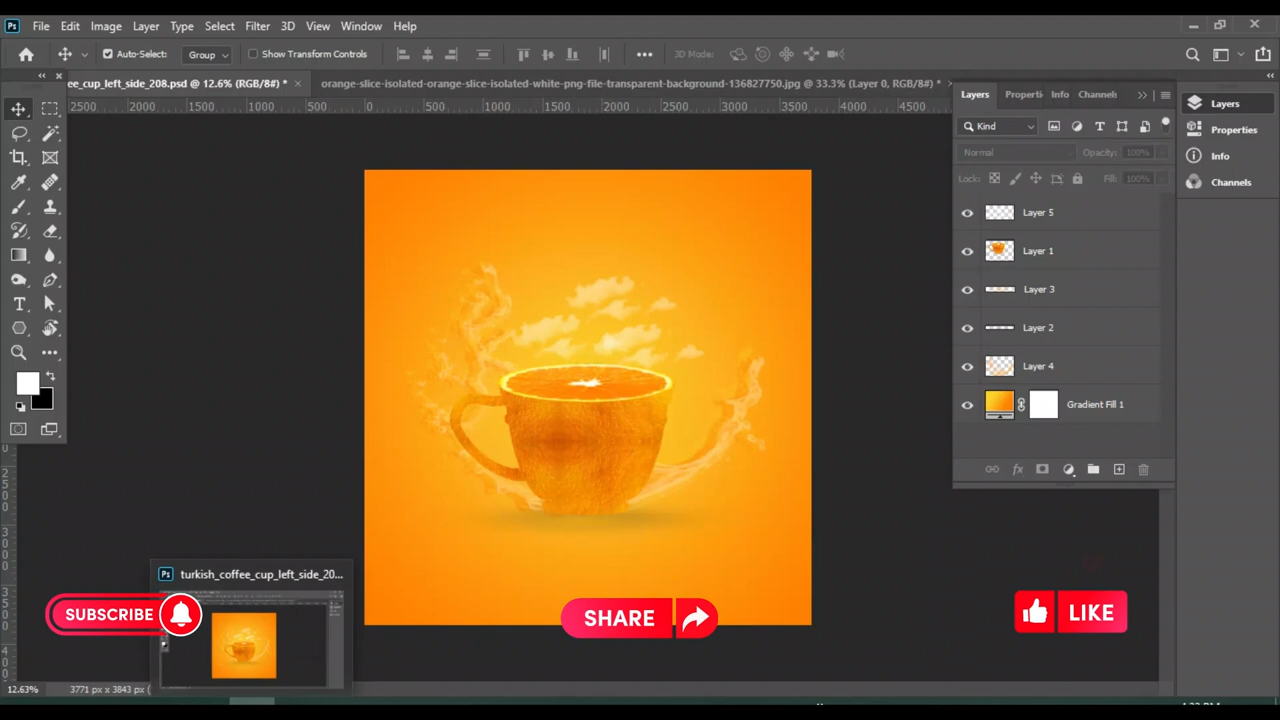 Ps File Edit Image Layer Type Select Filter 3D View Window Help
Auto-Select: Group Show Transform Controls 3D Mode:
ee_cup_left_side_208.psd @ 12.6% (RGB/8#) * ×
orange-slice-isolated-orange-slice-isolated-white-png-file-transparent-background-136827750.jpg @ 33.3% (Layer 0, RGB/8#) *
2500 2000 1500 1000 500 0 500 1000 1500 2000 2500 3000 3500 4000 4500
Layers Properti Info Channels
Kind
Normal Opacity: 100%
Lock: Fill: 100%
Layer 5
Layer 1
Layer 3
Layer 2
Layer 4
Gradient Fill 1
fx
Layers
Properties
Info
Channels
Ps turkish_coffee_cup_left_side_20...
SUBSCRIBE
SHARE
LIKE
12.63% 3771 px x 3843 px (